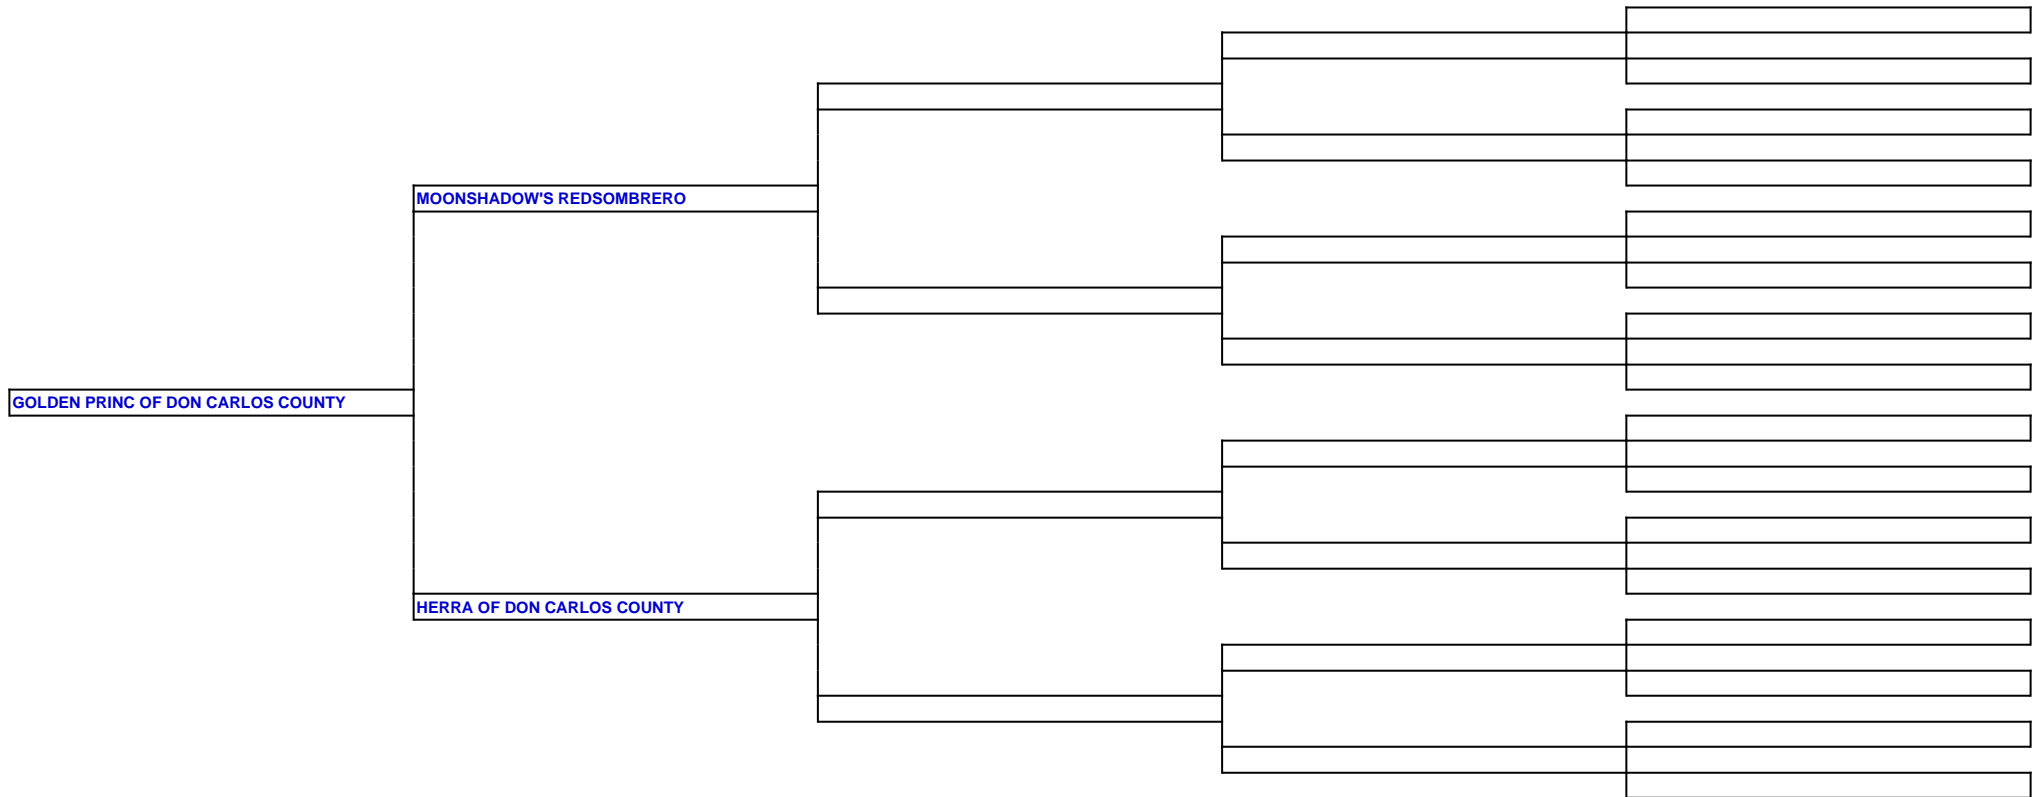 MOONSHADOW'S REDSOMBRERO
GOLDEN PRINC OF DON CARLOS COUNTY
HERRA OF DON CARLOS COUNTY